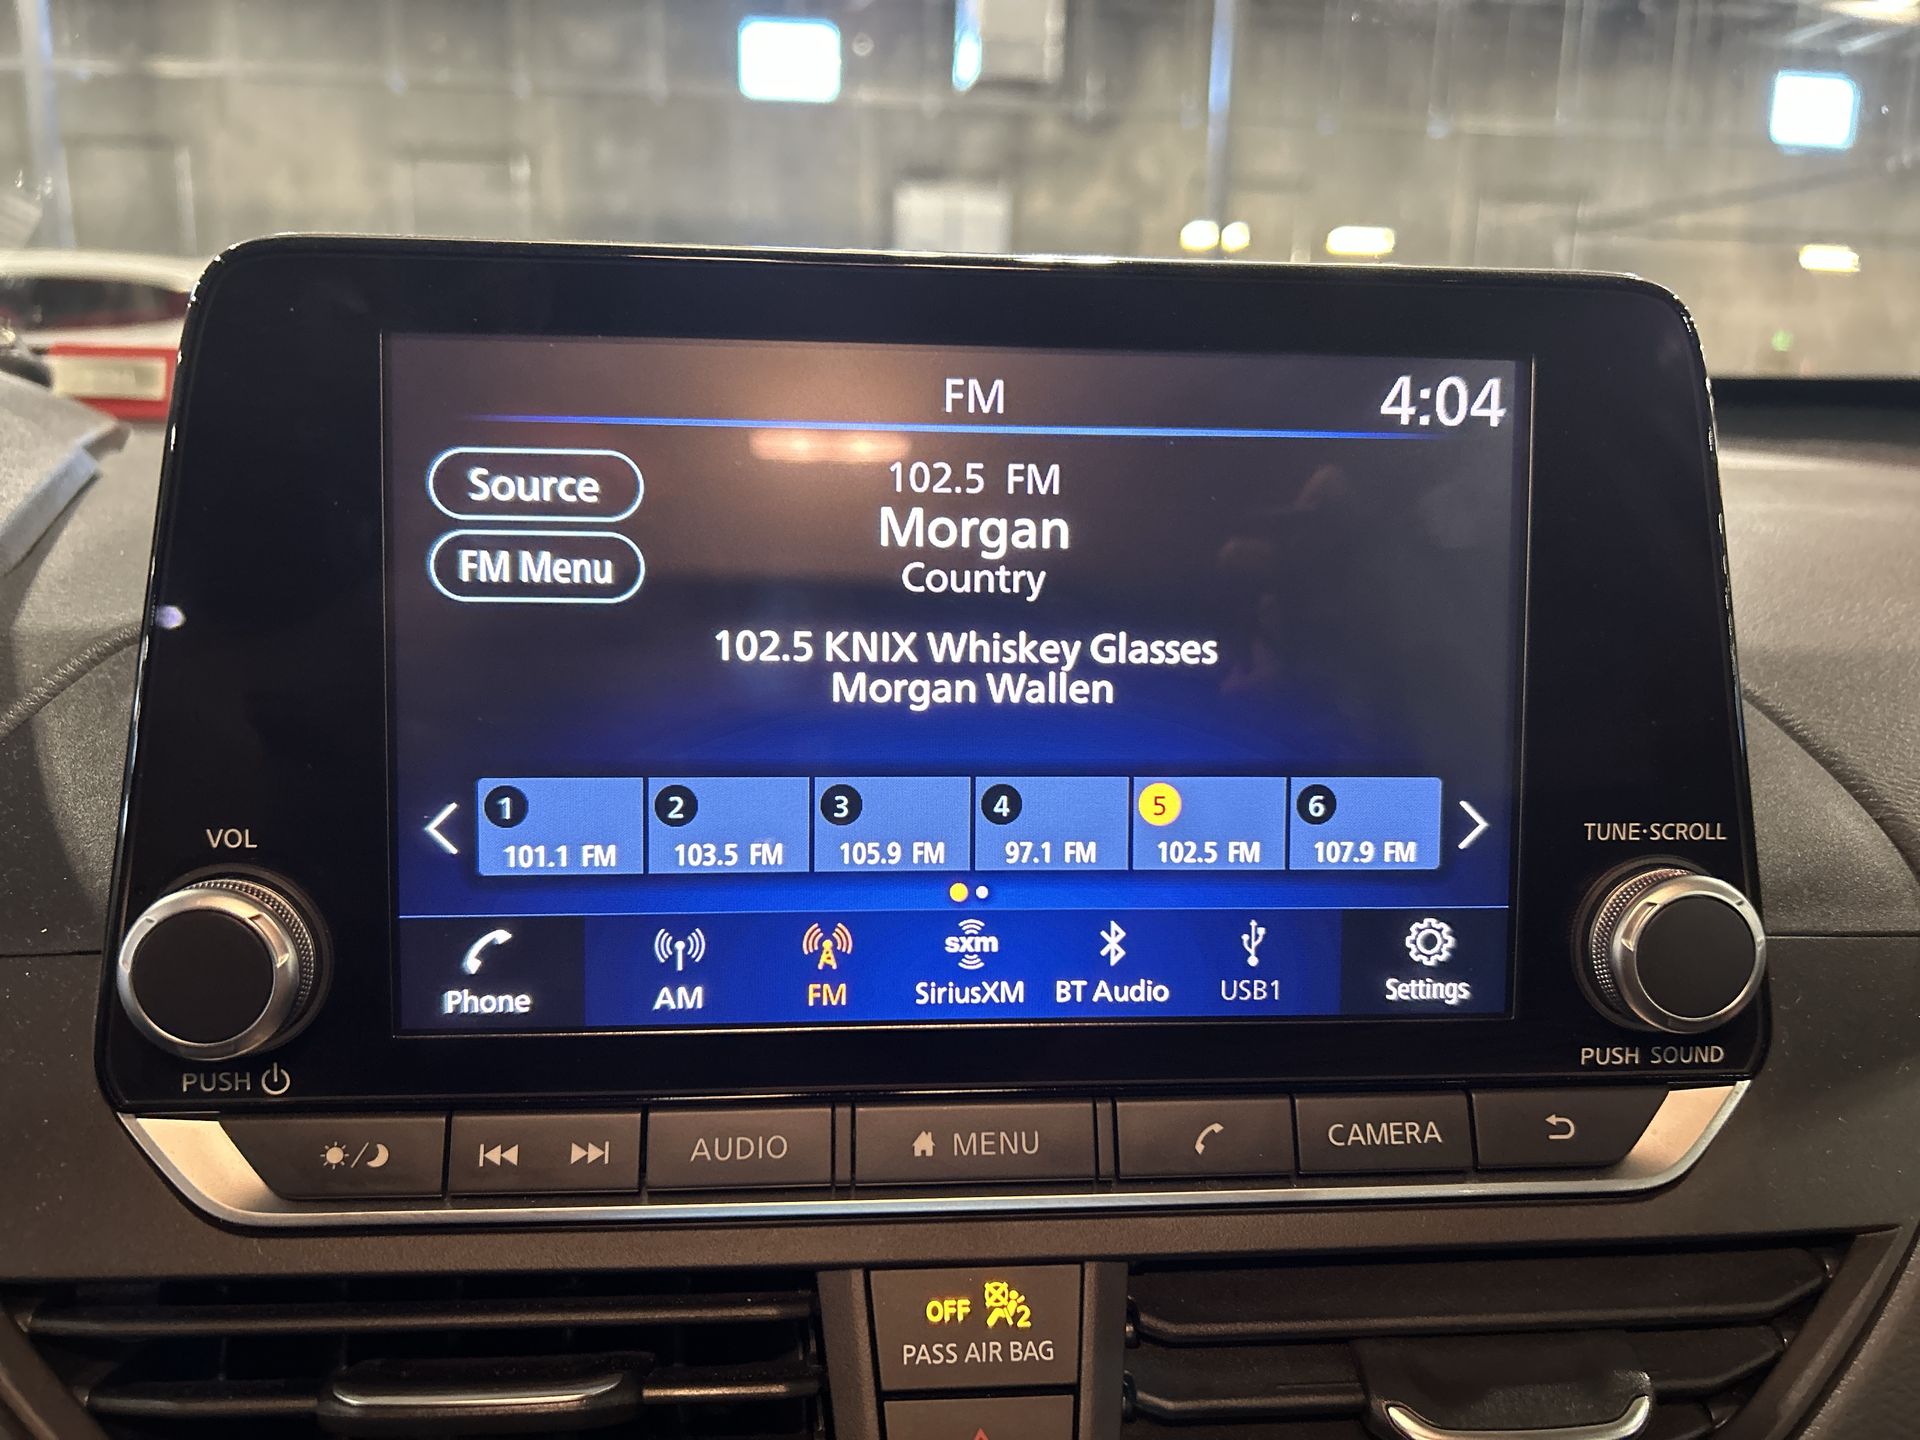 FM
4:04
Source
FM Menu
102.5 FM
Morgan
Country
102.5 KNIX Whiskey Glasses
Morgan Wallen
1
2
3
4
5
6
101.1 FM
103.5 FM
105.9 FM
97.1 FM
102.5 FM
107.9 FM
VOL
TUNE·SCROLL
sxm
Phone
AM
FM
SiriusXM
BT Audio
USB1
Settings
PUSH
PUSH SOUND
AUDIO
MENU
CAMERA
OFF 2
PASS AIR BAG